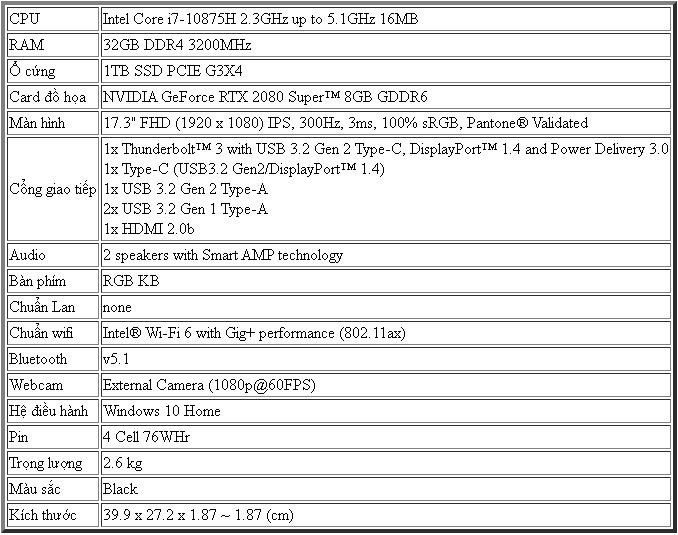 CPU Intel Core i7-10875H 2.3GHz up to 5.1GHz 16MB
RAM 32GB DDR4 3200MHz
Ổ cứng 1TB SSD PCIE G3X4
Card đồ họa NVIDIA GeForce RTX 2080 Super™ 8GB GDDR6
Màn hình 17.3" FHD (1920 x 1080) IPS, 300Hz, 3ms, 100% sRGB, Pantone® Validated
Cổng giao tiếp 1x Thunderbolt™ 3 with USB 3.2 Gen 2 Type-C, DisplayPort™ 1.4 and Power Delivery 3.0
1x Type-C (USB3.2 Gen2/DisplayPort™ 1.4)
1x USB 3.2 Gen 2 Type-A
2x USB 3.2 Gen 1 Type-A
1x HDMI 2.0b
Audio 2 speakers with Smart AMP technology
Bàn phím RGB KB
Chuẩn Lan none
Chuẩn wifi Intel® Wi-Fi 6 with Gig+ performance (802.11ax)
Bluetooth v5.1
Webcam External Camera (1080p@60FPS)
Hệ điều hành Windows 10 Home
Pin 4 Cell 76WHr
Trọng lượng 2.6 kg
Màu sắc Black
Kích thước 39.9 x 27.2 x 1.87 ~ 1.87 (cm)